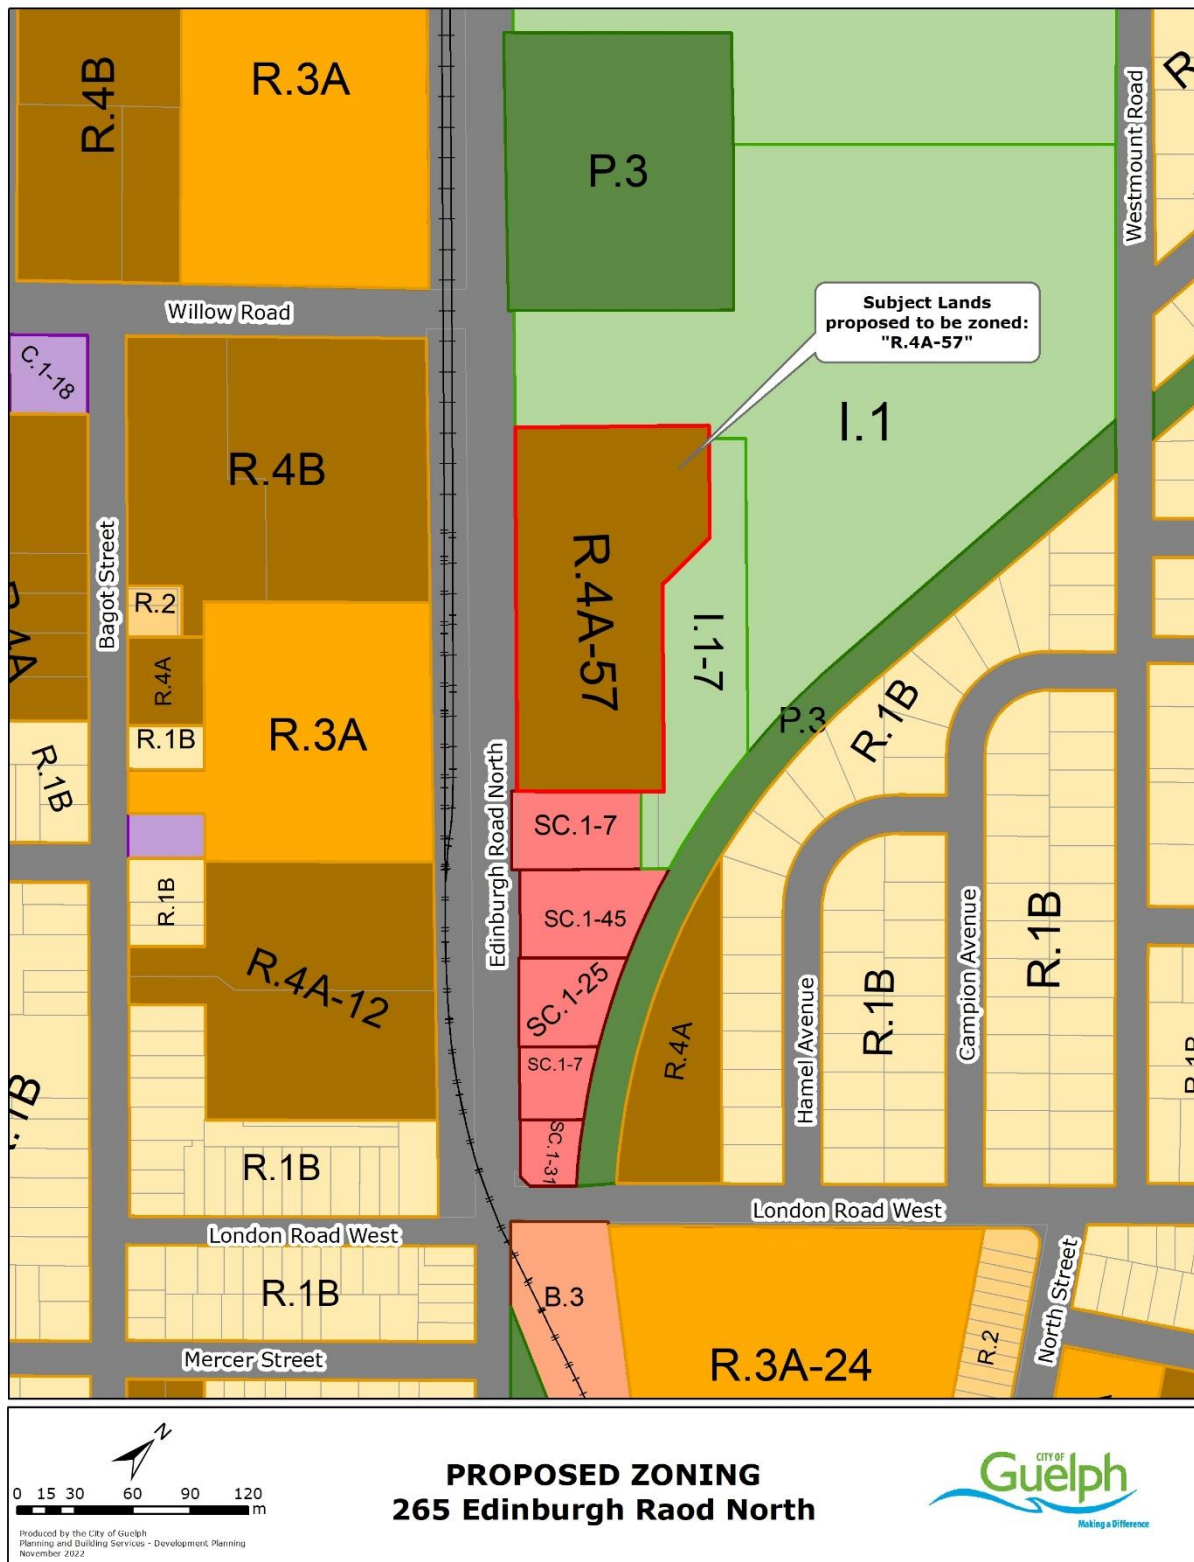 R.4B
R.3A
P.3
Westmount Road
R
Willow Road
Subject Lands
proposed to be zoned:
"R.4A-57"
C.1-18
I.1
R.4B
R.4A-57
Bagot Street
R.2
I.1-7
R.4A
R.4A
R.1B
R.3A
P.3
R.1B
R.1B
Edinburgh Road North
SC.1-7
R.1B
SC.1-45
R.4A-12
SC.1-25
R.4A
Hamel Avenue
R.1B
Campion Avenue
R.1B
SC.1-7
R.1B
R.1B
SC.1-31
R.1B
London Road West
London Road West
R.1B
B.3
R.3A-24
R.2
North Street
Mercer Street
N
0 15 30 60 90 120
m
Produced by the City of Guelph
Planning and Building Services - Development Planning
November 2022
PROPOSED ZONING
265 Edinburgh Raod North
CITY OF
Guelph
Making a Difference